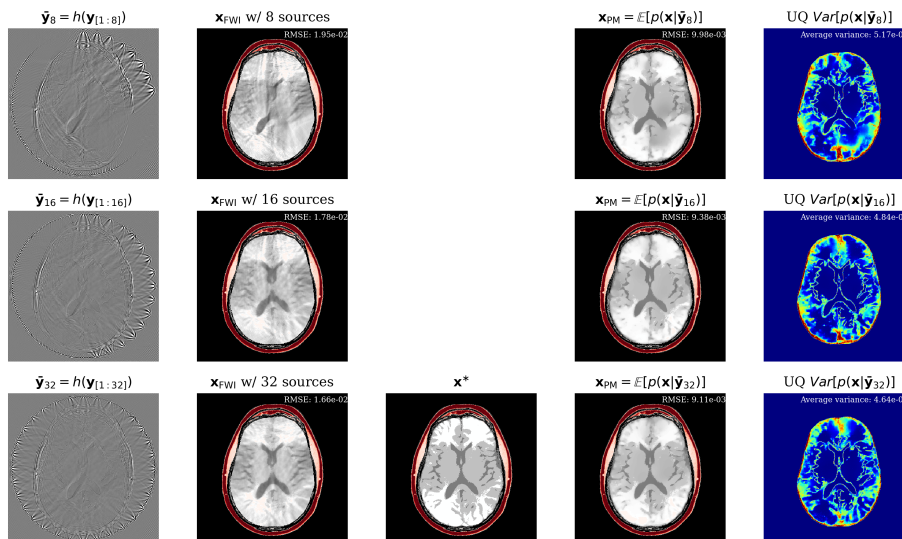 ȳ₈ = h(y[1:8])
x_FWI w/ 8 sources
x_PM = 𝔼[p(x|ȳ₈)]
UQ Var[p(x|ȳ₈)]
RMSE: 1.95e-02
RMSE: 9.98e-03
Average variance: 5.17e-0
ȳ₁₆ = h(y[1:16])
x_FWI w/ 16 sources
x_PM = 𝔼[p(x|ȳ₁₆)]
UQ Var[p(x|ȳ₁₆)]
RMSE: 1.78e-02
RMSE: 9.38e-03
Average variance: 4.84e-0
ȳ₃₂ = h(y[1:32])
x_FWI w/ 32 sources
x*
x_PM = 𝔼[p(x|ȳ₃₂)]
UQ Var[p(x|ȳ₃₂)]
RMSE: 1.66e-02
RMSE: 9.11e-03
Average variance: 4.64e-0